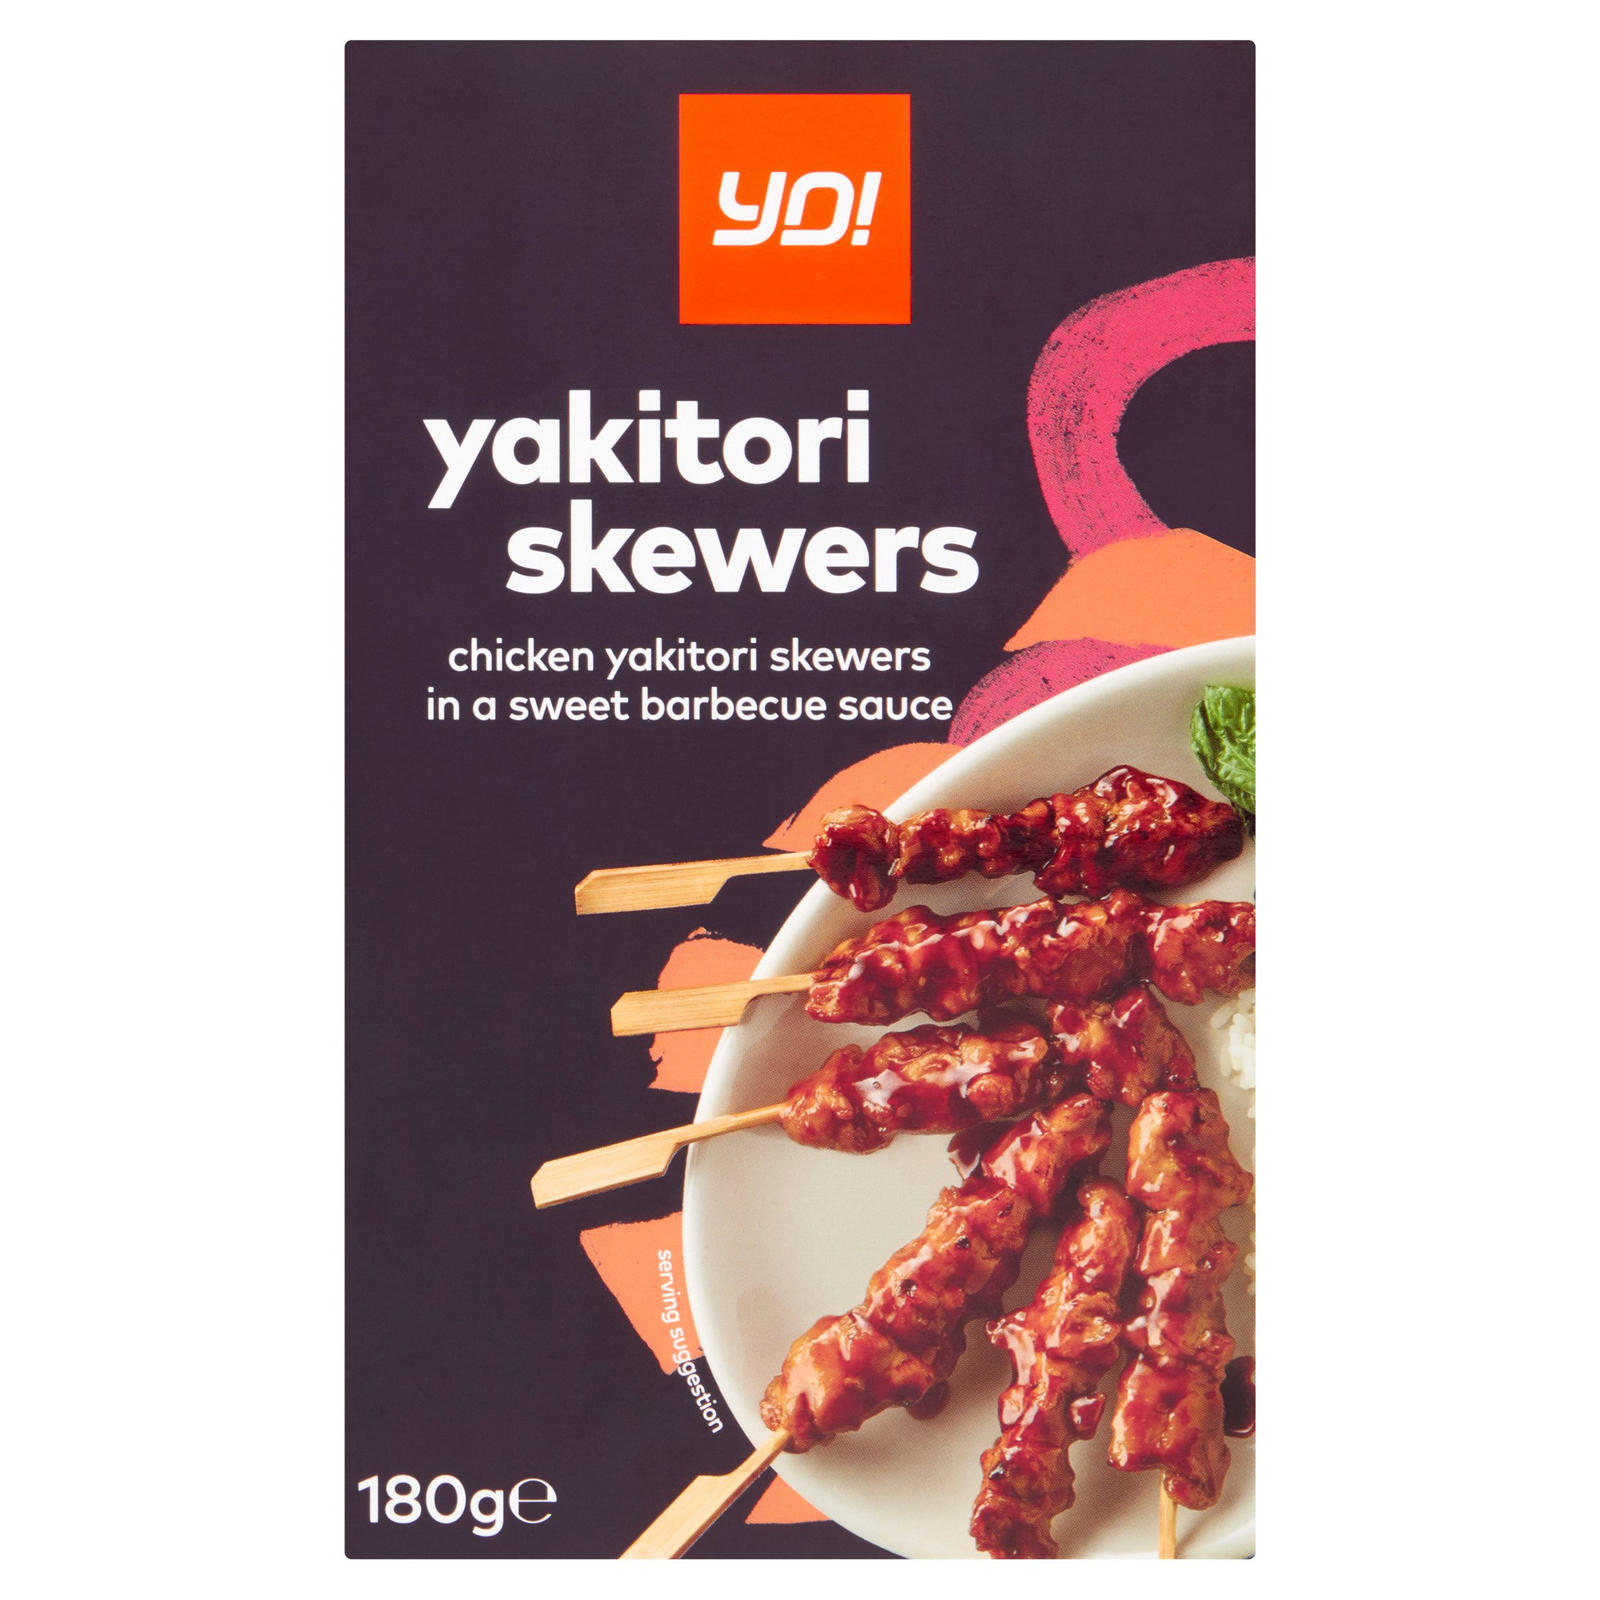 YO!
yakitori
skewers
chicken yakitori skewers
in a sweet barbecue sauce
serving suggestion
180g℮